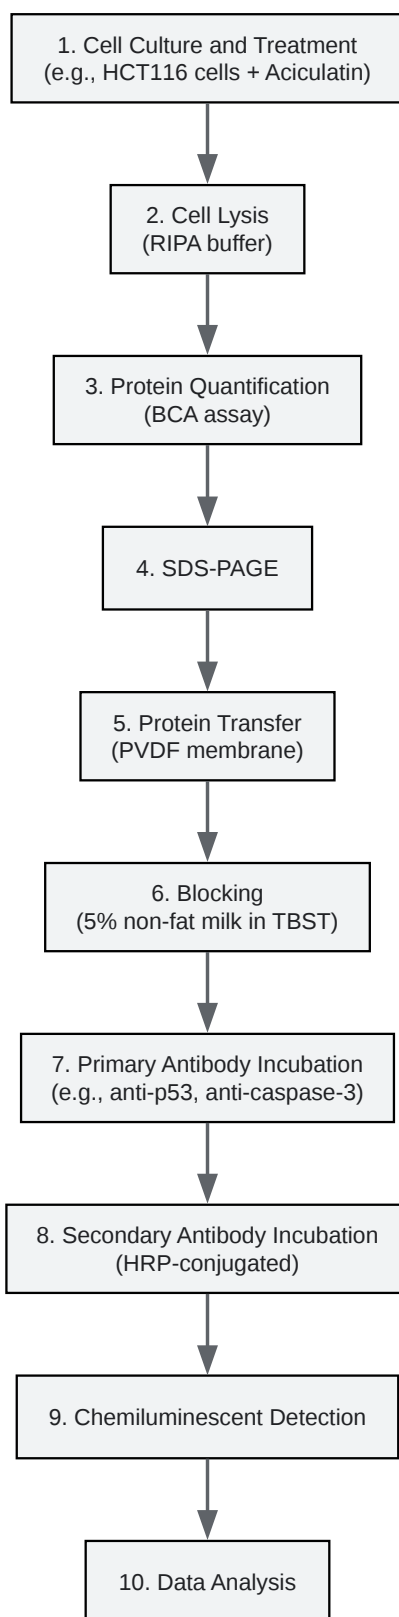 1. Cell Culture and Treatment
(e.g., HCT116 cells + Aciculatin)
2. Cell Lysis
(RIPA buffer)
3. Protein Quantification
(BCA assay)
4. SDS-PAGE
5. Protein Transfer
(PVDF membrane)
6. Blocking
(5% non-fat milk in TBST)
7. Primary Antibody Incubation
(e.g., anti-p53, anti-caspase-3)
8. Secondary Antibody Incubation
(HRP-conjugated)
9. Chemiluminescent Detection
10. Data Analysis